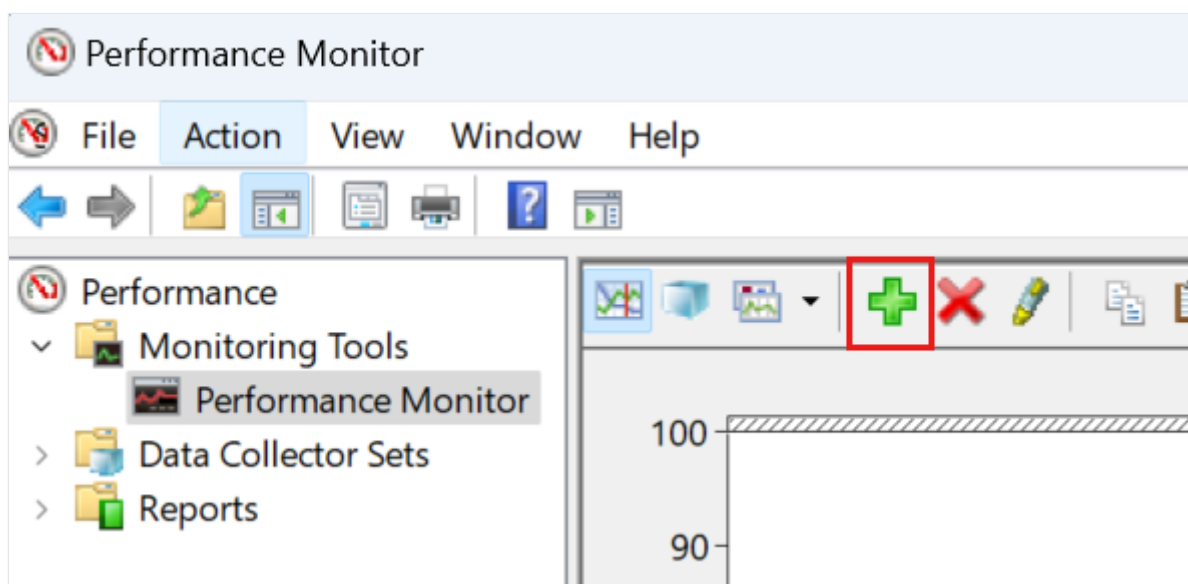 Performance Monitor
File Action View Window Help
?
Performance
Monitoring Tools
Performance Monitor
Data Collector Sets
Reports
100
90